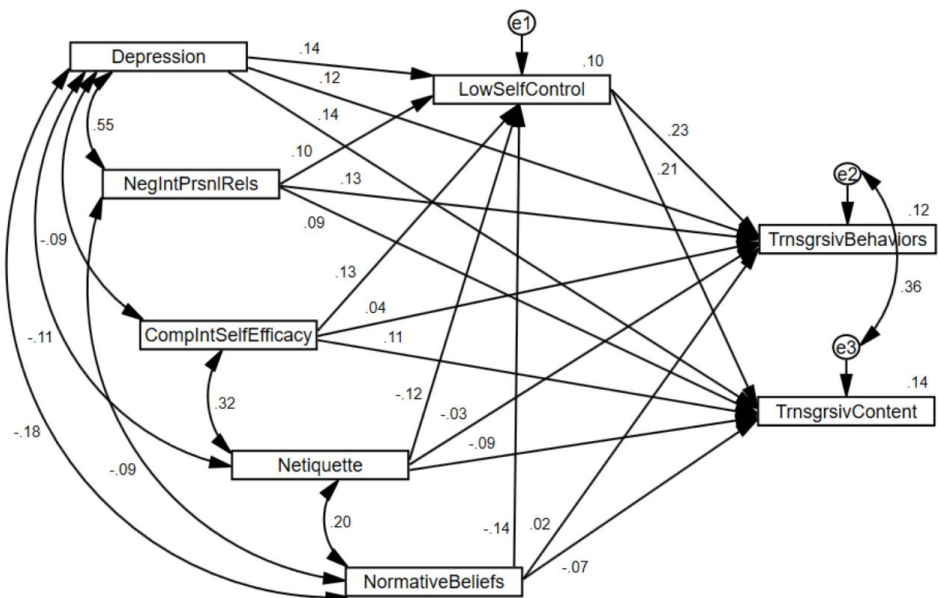 e1
.14
.10
Depression
.12
LowSelfControl
.14
.23
.55
.10
.21
e2
NegIntPrsnlRels
.13
.12
.09
TrnsgrsivBehaviors
-.09
.13
.36
.04
CompIntSelfEfficacy
.11
-.11
e3
.14
.32
-.12
-.03
TrnsgrsivContent
-.18
-.09
-.09
Netiquette
.20
-.14
.02
-.07
NormativeBeliefs